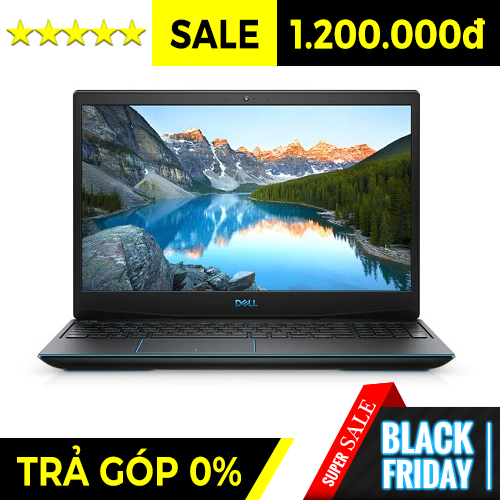 SALE 1.200.000đ
DELL
SUPER SALE
BLACK
FRIDAY
TRẢ GÓP 0%